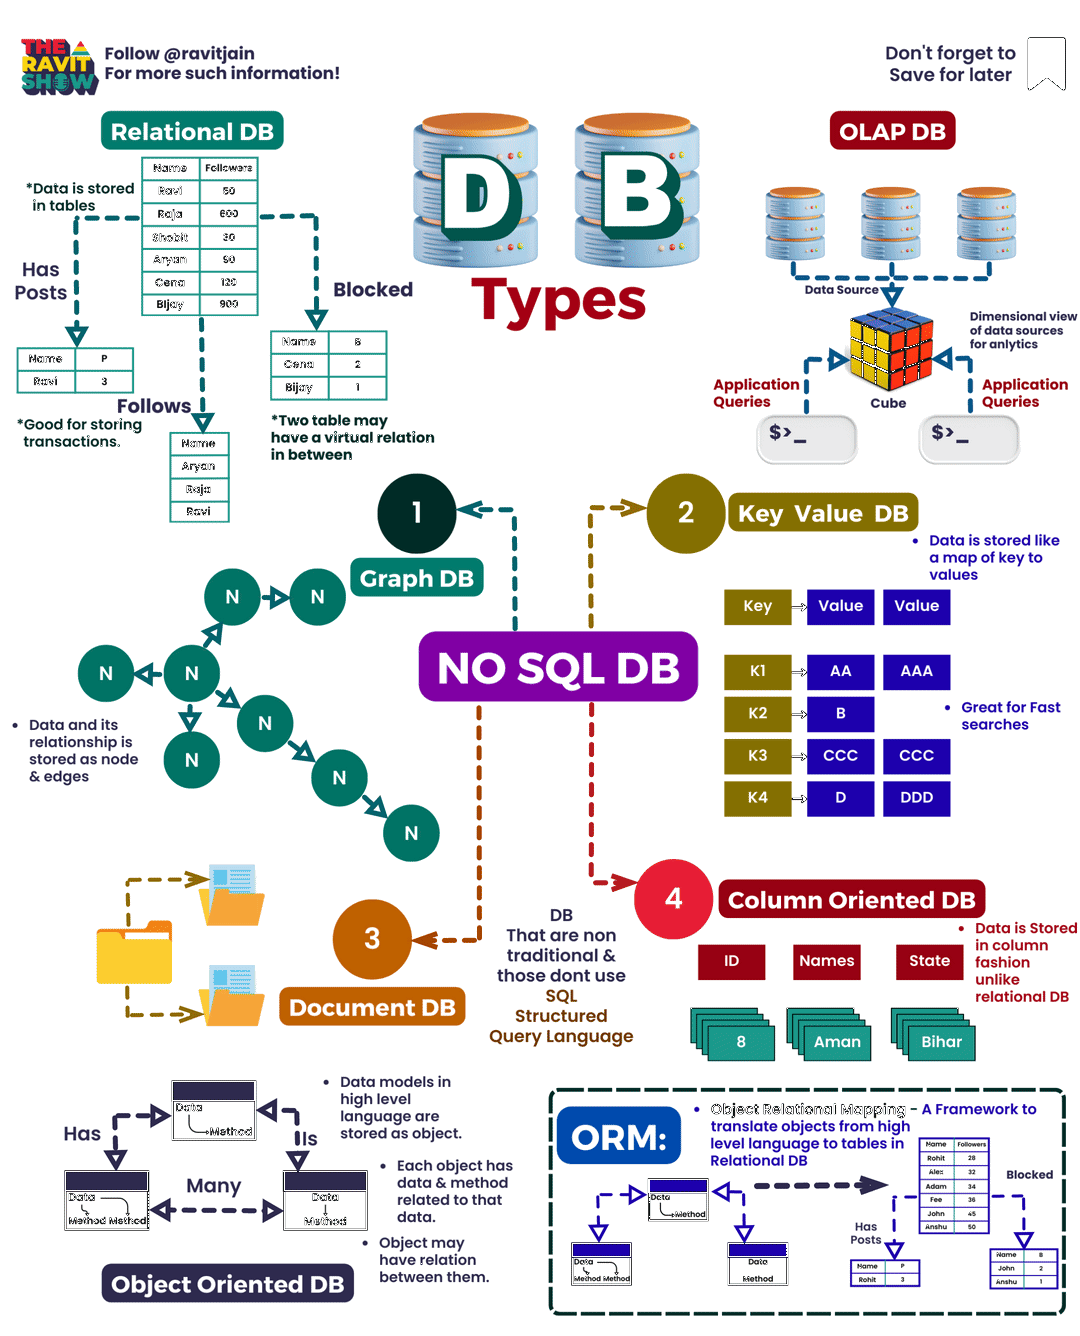 THE
RAVIT
SHOW
Follow @ravitjain
For more such information!
Don't forget to
Save for later
DB
Types
Relational DB
*Data is stored
in tables
Name Followers
Ravi 50
Raja 600
Shobit 30
Aryan 90
Cena 120
Bijay 900
Has
Posts
Blocked
Name P
Ravi 3
Name B
Cena 2
Bijay 1
Follows
*Good for storing
transactions.
*Two table may
have a virtual relation
in between
Name
Aryan
Raja
Ravi
OLAP DB
Data Source
Dimensional view
of data sources
for anlytics
Application
Queries
Application
Queries
Cube
$>_
$>_
NO SQL DB
1
Graph DB
N
N
N
N
N
N
N
N
• Data and its
relationship is
stored as node
& edges
2
Key Value DB
• Data is stored like
a map of key to
values
Key Value Value
K1 AA AAA
K2 B
K3 CCC CCC
K4 D DDD
• Great for Fast
searches
3
Document DB
DB
That are non
traditional &
those dont use
SQL
Structured
Query Language
4
Column Oriented DB
• Data is Stored
in column
fashion
unlike
relational DB
ID Names State
8 Aman Bihar
Data
Method
Has
Is
Many
Data
Method Method
Data
Method
• Data models in
high level
language are
stored as object.
• Each object has
data & method
related to that
data.
• Object may
have relation
between them.
Object Oriented DB
ORM:
• Object Relational Mapping - A Framework to
translate objects from high
level language to tables in
Relational DB
Data
Method
Data
Method Method
Data
Method
Name Followers
Rohit 28
Alex 32
Adam 34
Fee 36
John 45
Anshu 50
Blocked
Has
Posts
Name P
Rohit 3
Name B
John 2
Anshu 1